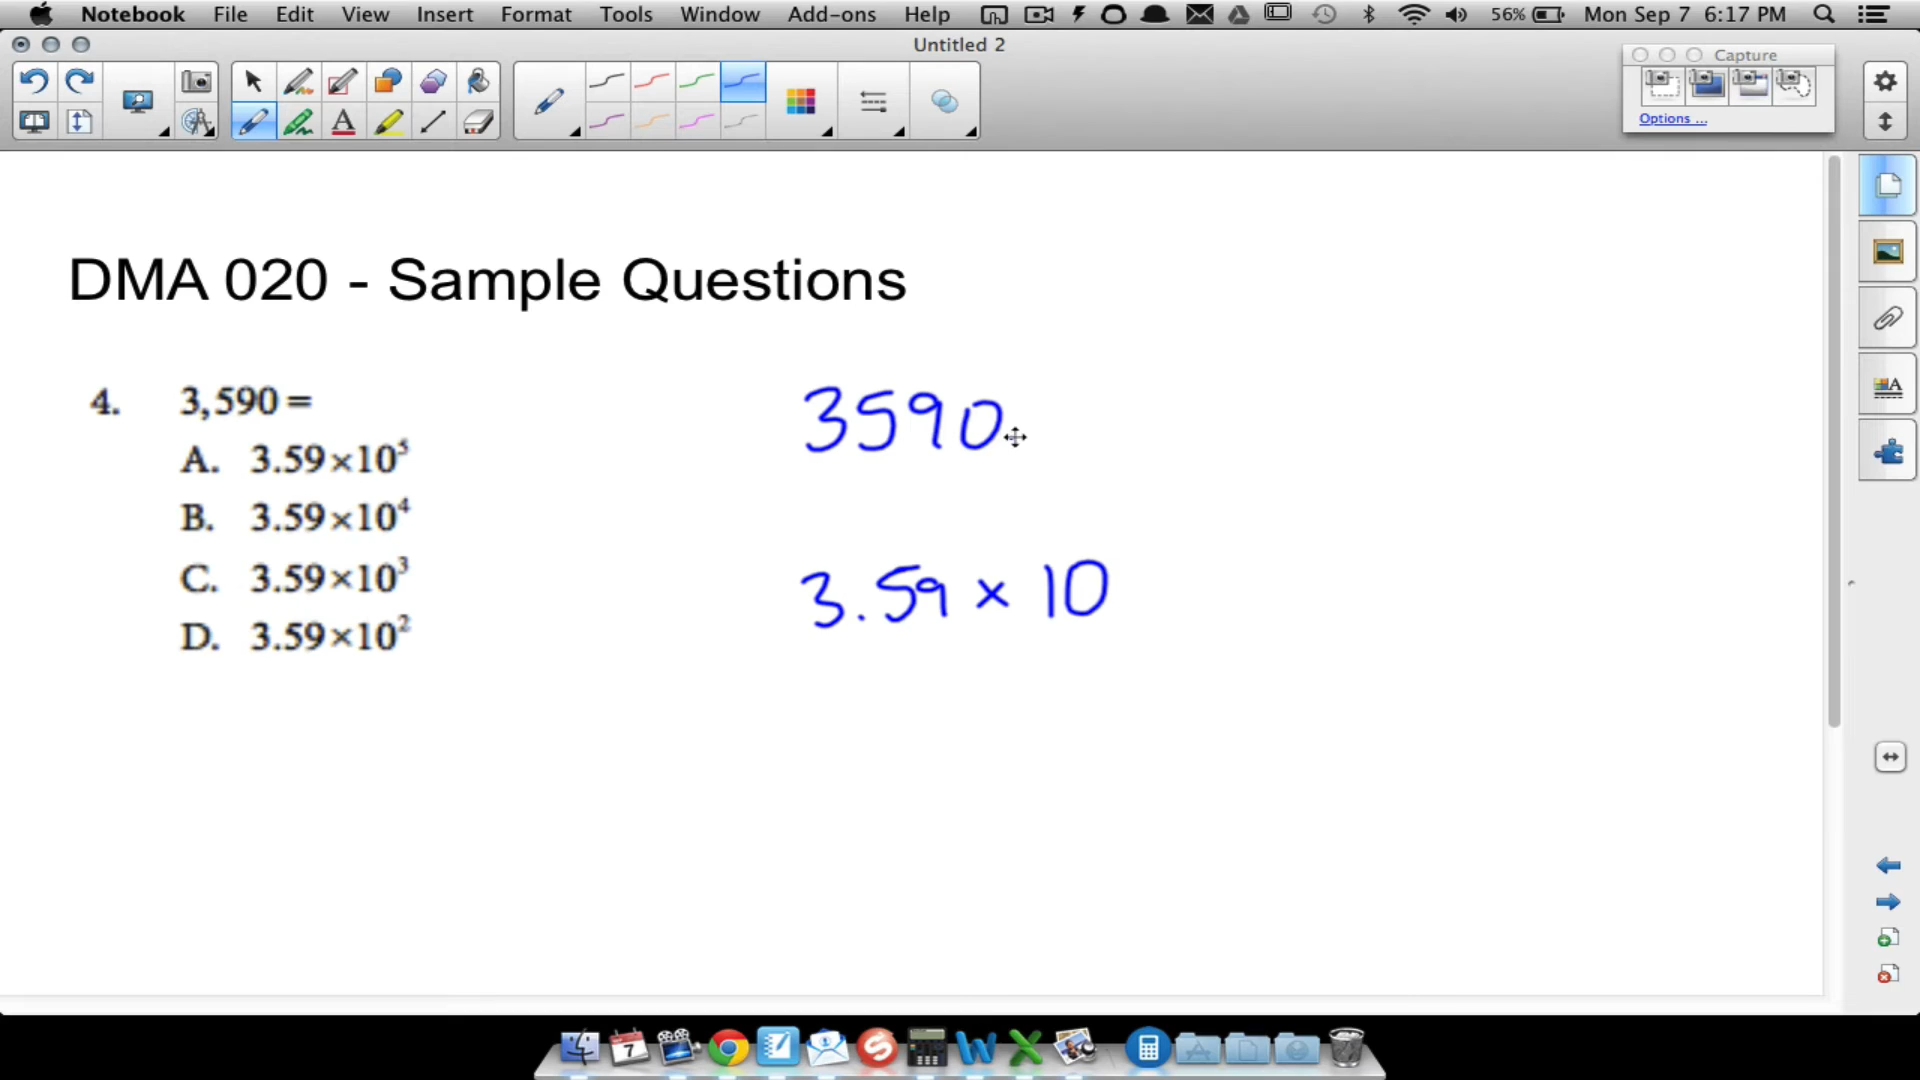 Notebook File Edit View Insert Format Tools Window Add-ons Help 56% Mon Sep 7 6:17 PM
Untitled 2
Capture
Options ...
DMA 020 - Sample Questions
4. 3,590 =
A. 3.59×10⁵
B. 3.59×10⁴
C. 3.59×10³
D. 3.59×10²
3590
3.59 × 10
7